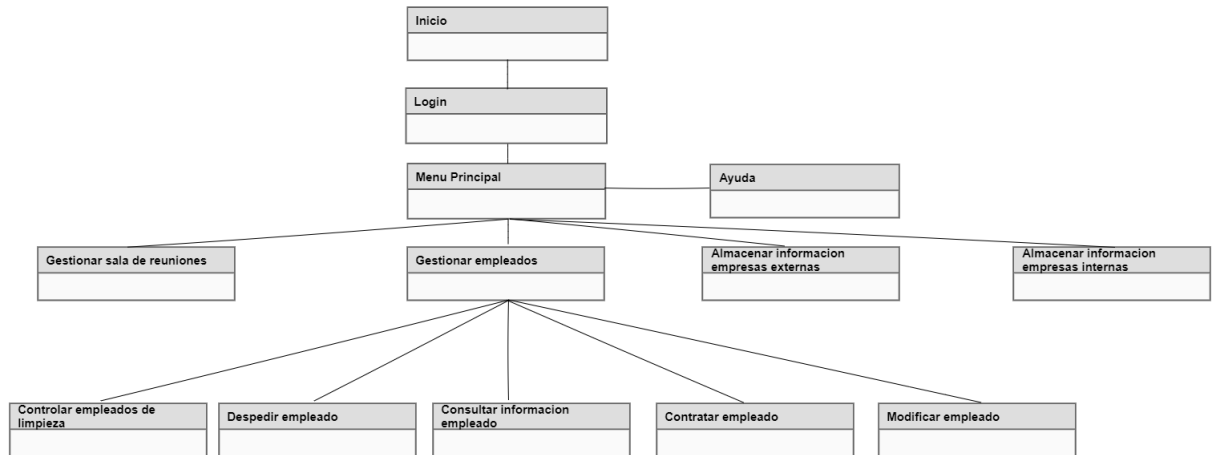 Inicio
Login
Menu Principal
Ayuda
Gestionar sala de reuniones
Gestionar empleados
Almacenar informacion
empresas externas
Almacenar informacion
empresas internas
Controlar empleados de
limpieza
Despedir empleado
Consultar informacion
empleado
Contratar empleado
Modificar empleado